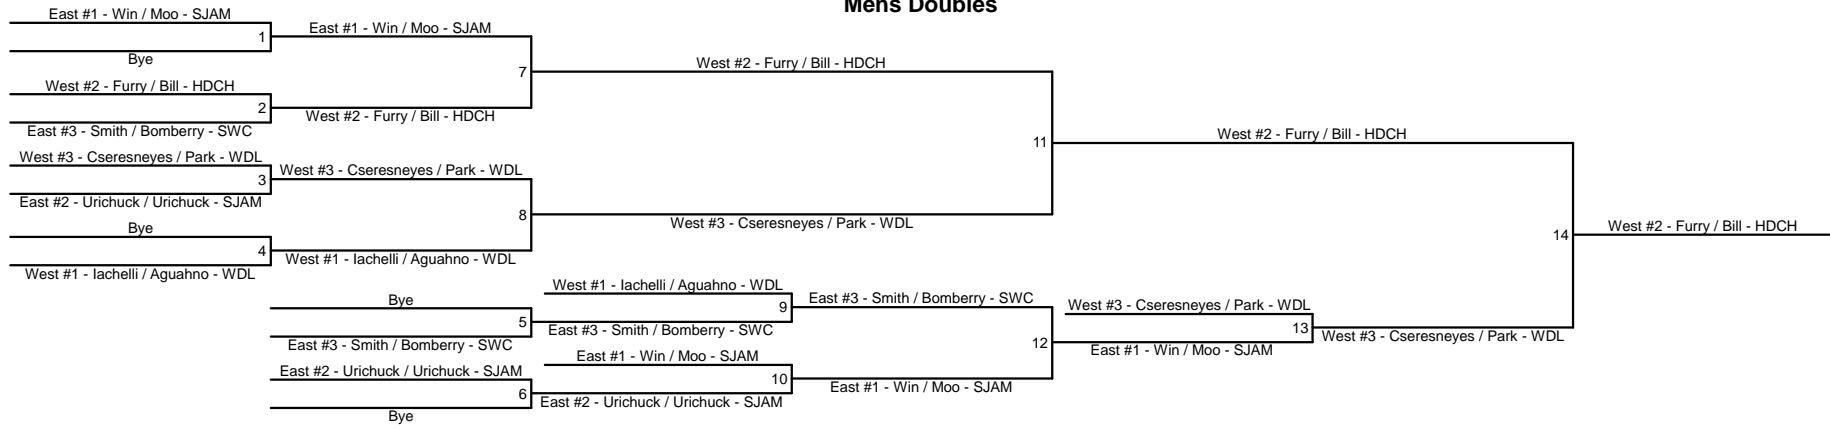 Mens Doubles
East #1 - Win / Moo - SJAM
1
East #1 - Win / Moo - SJAM
Bye
7
West #2 - Furry / Bill - HDCH
West #2 - Furry / Bill - HDCH
2
West #2 - Furry / Bill - HDCH
East #3 - Smith / Bomberry - SWC
11
West #2 - Furry / Bill - HDCH
West #3 - Cseresneyes / Park - WDL
3
West #3 - Cseresneyes / Park - WDL
East #2 - Urichuck / Urichuck - SJAM
8
West #3 - Cseresneyes / Park - WDL
Bye
4
West #1 - Iachelli / Aguahno - WDL
West #1 - Iachelli / Aguahno - WDL
14
West #2 - Furry / Bill - HDCH
Bye
5
East #3 - Smith / Bomberry - SWC
West #1 - Iachelli / Aguahno - WDL
9
East #3 - Smith / Bomberry - SWC
East #3 - Smith / Bomberry - SWC
12
West #3 - Cseresneyes / Park - WDL
13
West #3 - Cseresneyes / Park - WDL
East #1 - Win / Moo - SJAM
East #1 - Win / Moo - SJAM
10
East #1 - Win / Moo - SJAM
East #2 - Urichuck / Urichuck - SJAM
6
East #2 - Urichuck / Urichuck - SJAM
Bye